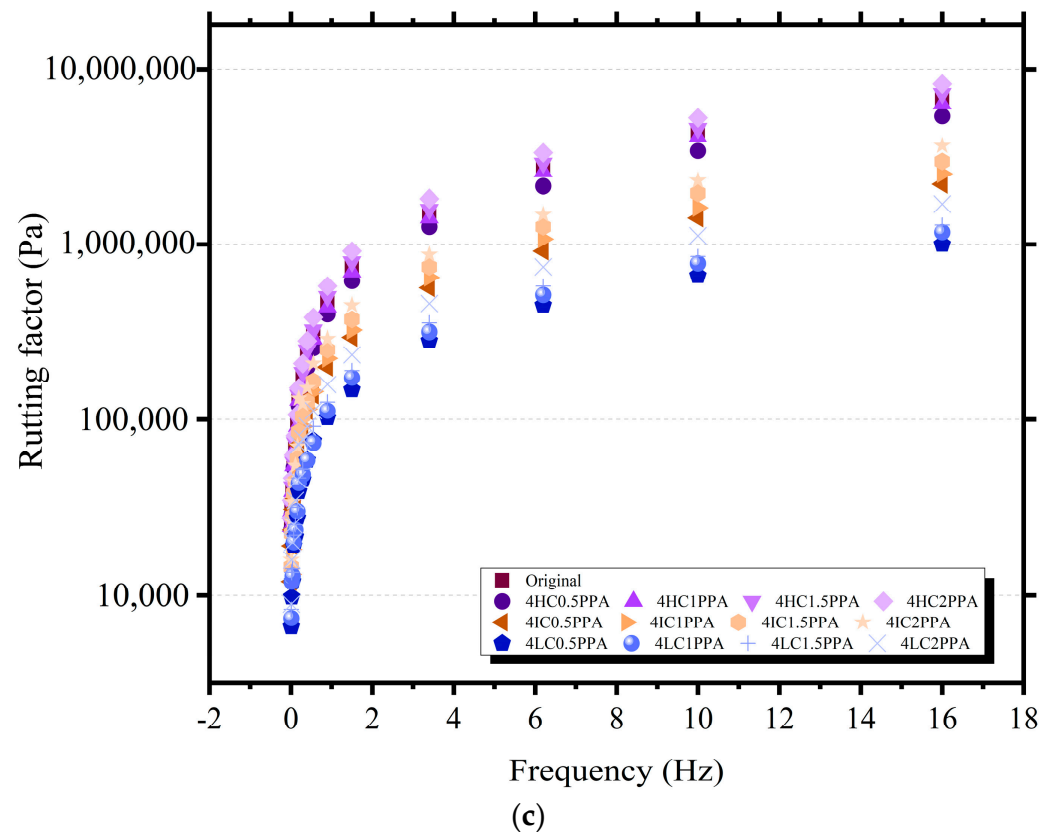 10,000,000
1,000,000
100,000
10,000
Rutting factor (Pa)
Original
4HC0.5PPA 4HC1PPA 4HC1.5PPA 4HC2PPA
4IC0.5PPA 4IC1PPA 4IC1.5PPA 4IC2PPA
4LC0.5PPA 4LC1PPA 4LC1.5PPA 4LC2PPA
-2 0 2 4 6 8 10 12 14 16 18
Frequency (Hz)
(c)